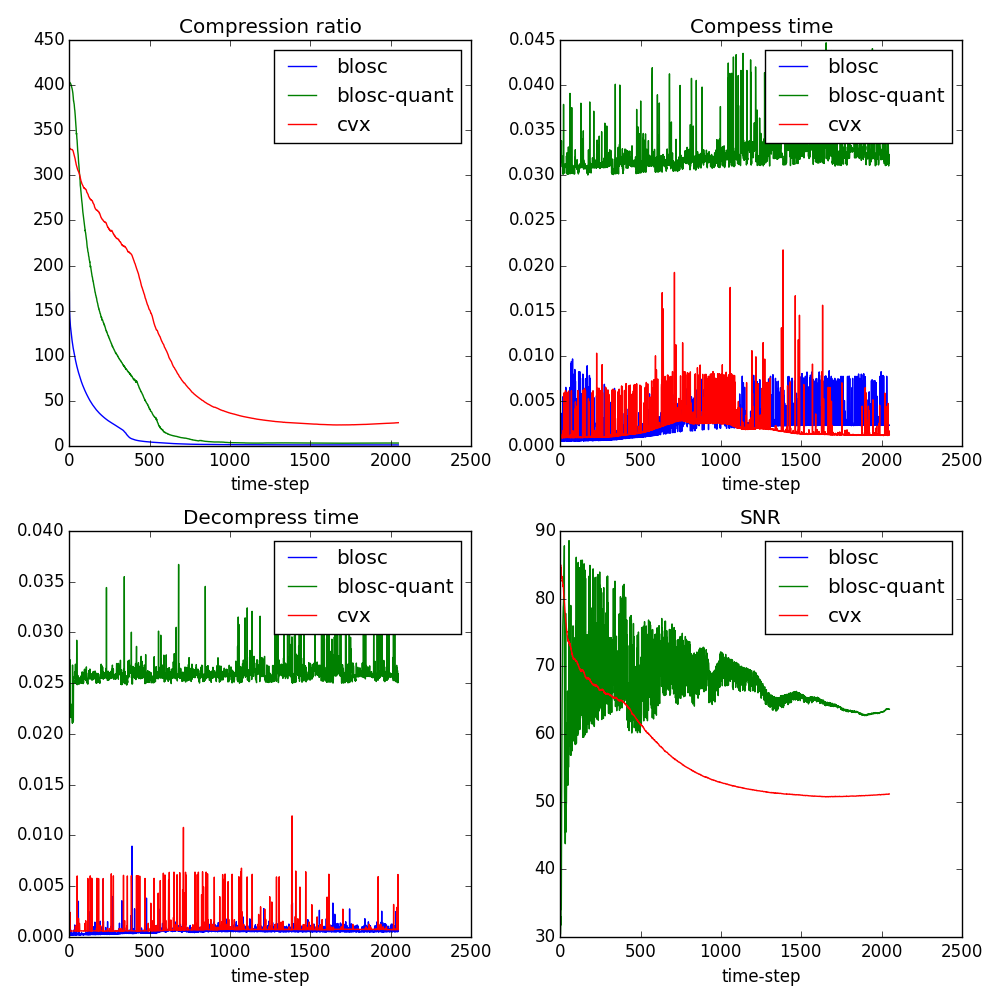 Compression ratio
450
400
350
300
250
200
150
100
50
0
0 500 1000 1500 2000 2500
time-step
blosc
blosc-quant
cvx
Compess time
0.045
0.040
0.035
0.030
0.025
0.020
0.015
0.010
0.005
0.000
0 500 1000 1500 2000 2500
time-step
blosc
blosc-quant
cvx
Decompress time
0.040
0.035
0.030
0.025
0.020
0.015
0.010
0.005
0.000
0 500 1000 1500 2000 2500
time-step
blosc
blosc-quant
cvx
SNR
90
80
70
60
50
40
30
0 500 1000 1500 2000 2500
time-step
blosc
blosc-quant
cvx